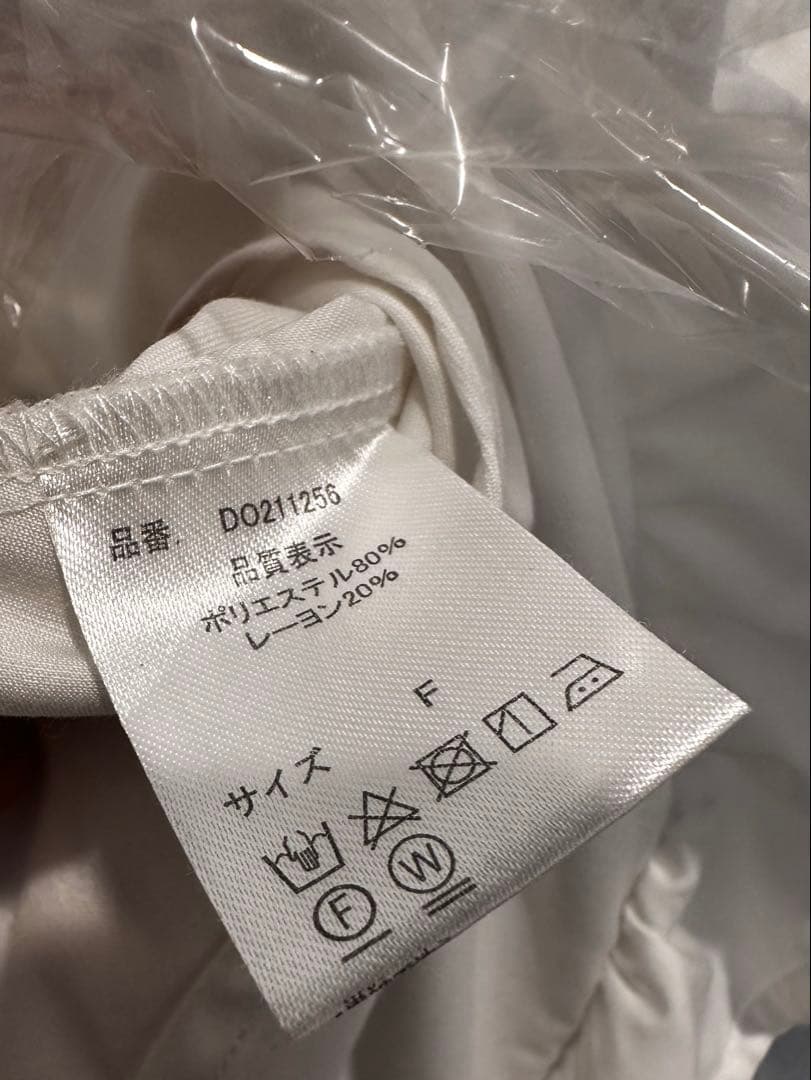 品番. DO211256
品質表示
ポリエステル80%
レーヨン20%
サイズ F
F W